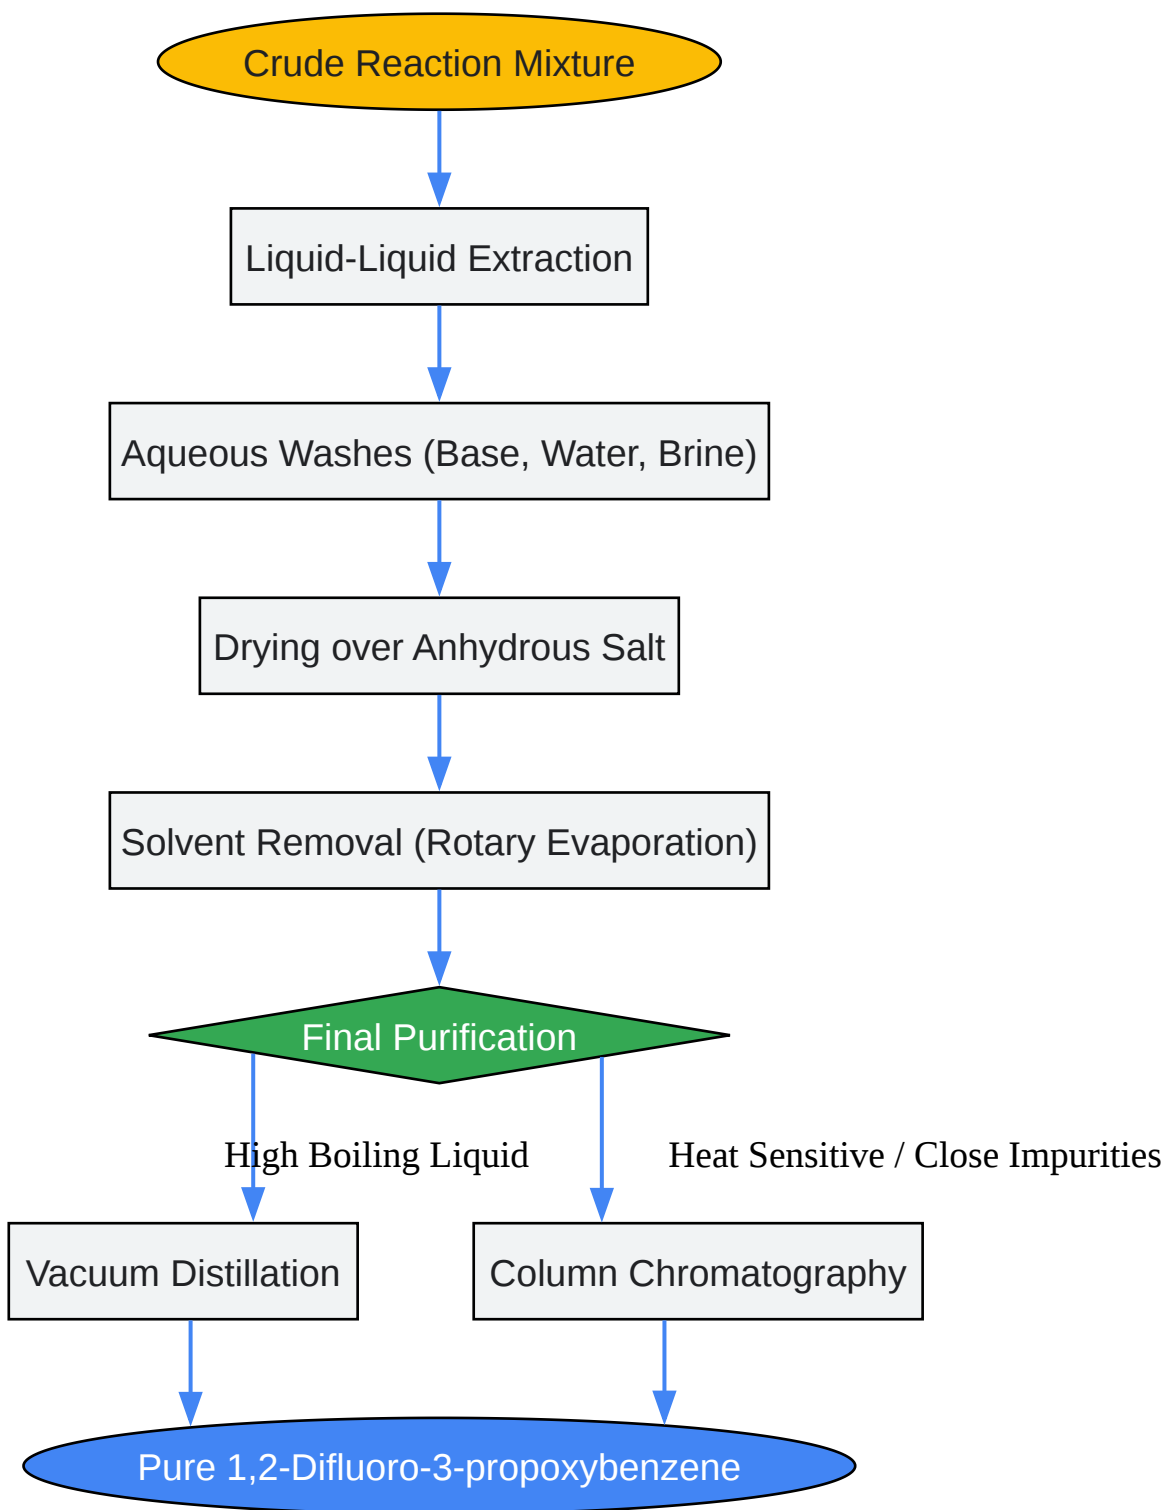 Crude Reaction Mixture
Liquid-Liquid Extraction
Aqueous Washes (Base, Water, Brine)
Drying over Anhydrous Salt
Solvent Removal (Rotary Evaporation)
Final Purification
High Boiling Liquid
Heat Sensitive / Close Impurities
Vacuum Distillation
Column Chromatography
Pure 1,2-Difluoro-3-propoxybenzene